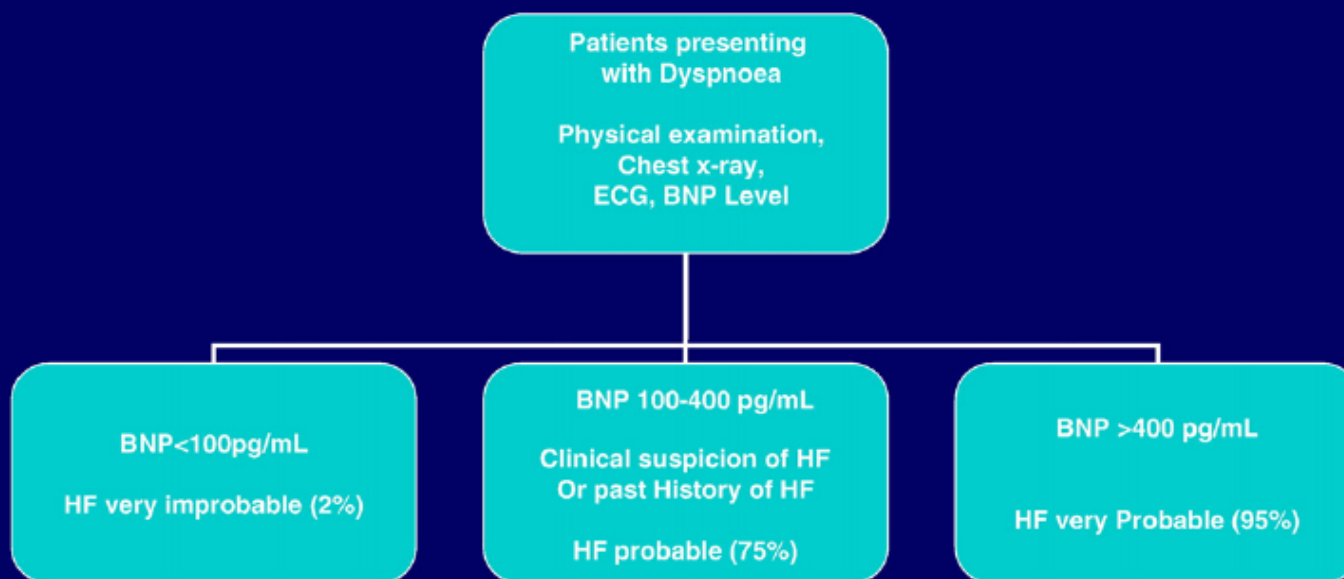 Patients presenting
with Dyspnoea
Physical examination,
Chest x-ray,
ECG, BNP Level
BNP<100pg/mL
HF very improbable (2%)
BNP 100-400 pg/mL
Clinical suspicion of HF
Or past History of HF
HF probable (75%)
BNP >400 pg/mL
HF very Probable (95%)